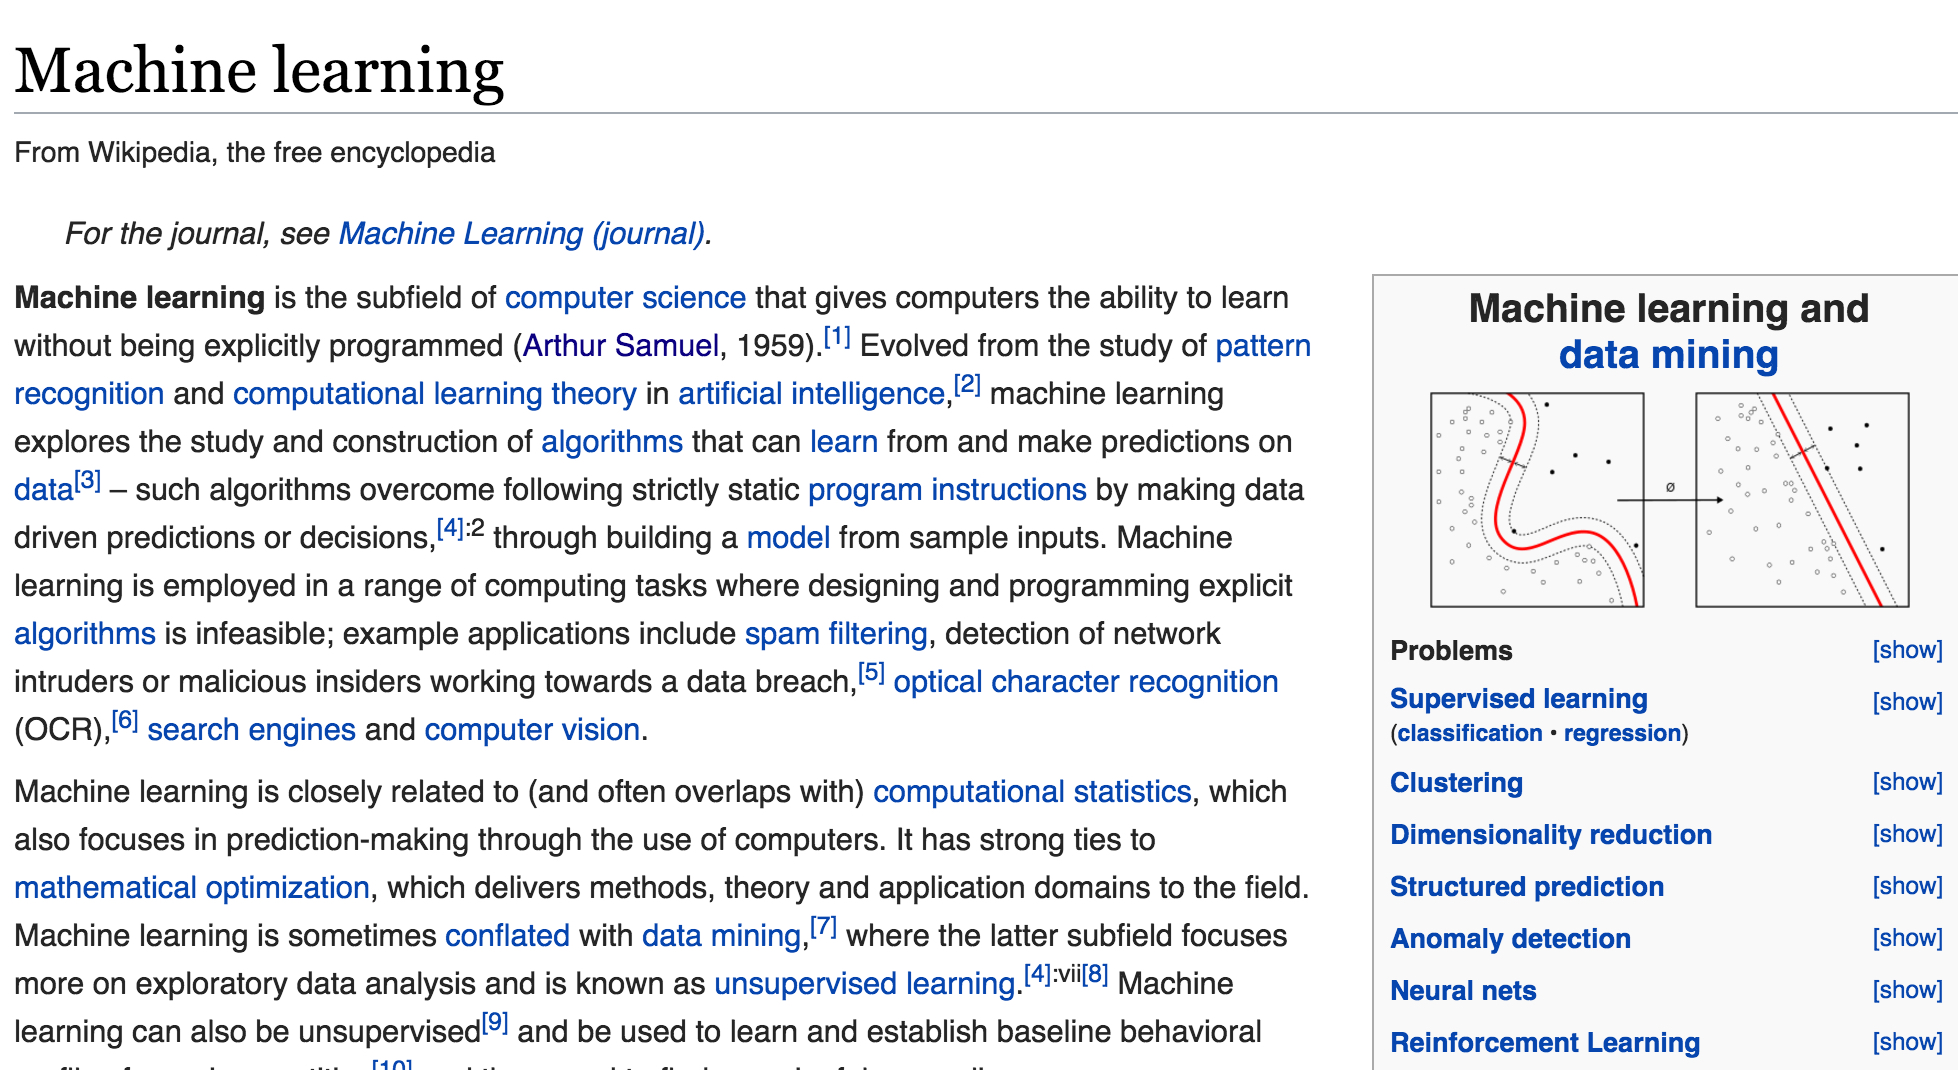 Machine learning
From Wikipedia, the free encyclopedia
For the journal, see Machine Learning (journal).
Machine learning is the subfield of computer science that gives computers the ability to learn
without being explicitly programmed (Arthur Samuel, 1959).[1] Evolved from the study of pattern
recognition and computational learning theory in artificial intelligence,[2] machine learning
explores the study and construction of algorithms that can learn from and make predictions on
data[3] – such algorithms overcome following strictly static program instructions by making data
driven predictions or decisions,[4]:2 through building a model from sample inputs. Machine
learning is employed in a range of computing tasks where designing and programming explicit
algorithms is infeasible; example applications include spam filtering, detection of network
intruders or malicious insiders working towards a data breach,[5] optical character recognition
(OCR),[6] search engines and computer vision.
Machine learning is closely related to (and often overlaps with) computational statistics, which
also focuses in prediction-making through the use of computers. It has strong ties to
mathematical optimization, which delivers methods, theory and application domains to the field.
Machine learning is sometimes conflated with data mining,[7] where the latter subfield focuses
more on exploratory data analysis and is known as unsupervised learning.[4]:vii[8] Machine
learning can also be unsupervised[9] and be used to learn and establish baseline behavioral
[10]
Machine learning and
data mining
ø
Problems [show]
Supervised learning [show]
(classification • regression)
Clustering [show]
Dimensionality reduction [show]
Structured prediction [show]
Anomaly detection [show]
Neural nets [show]
Reinforcement Learning [show]